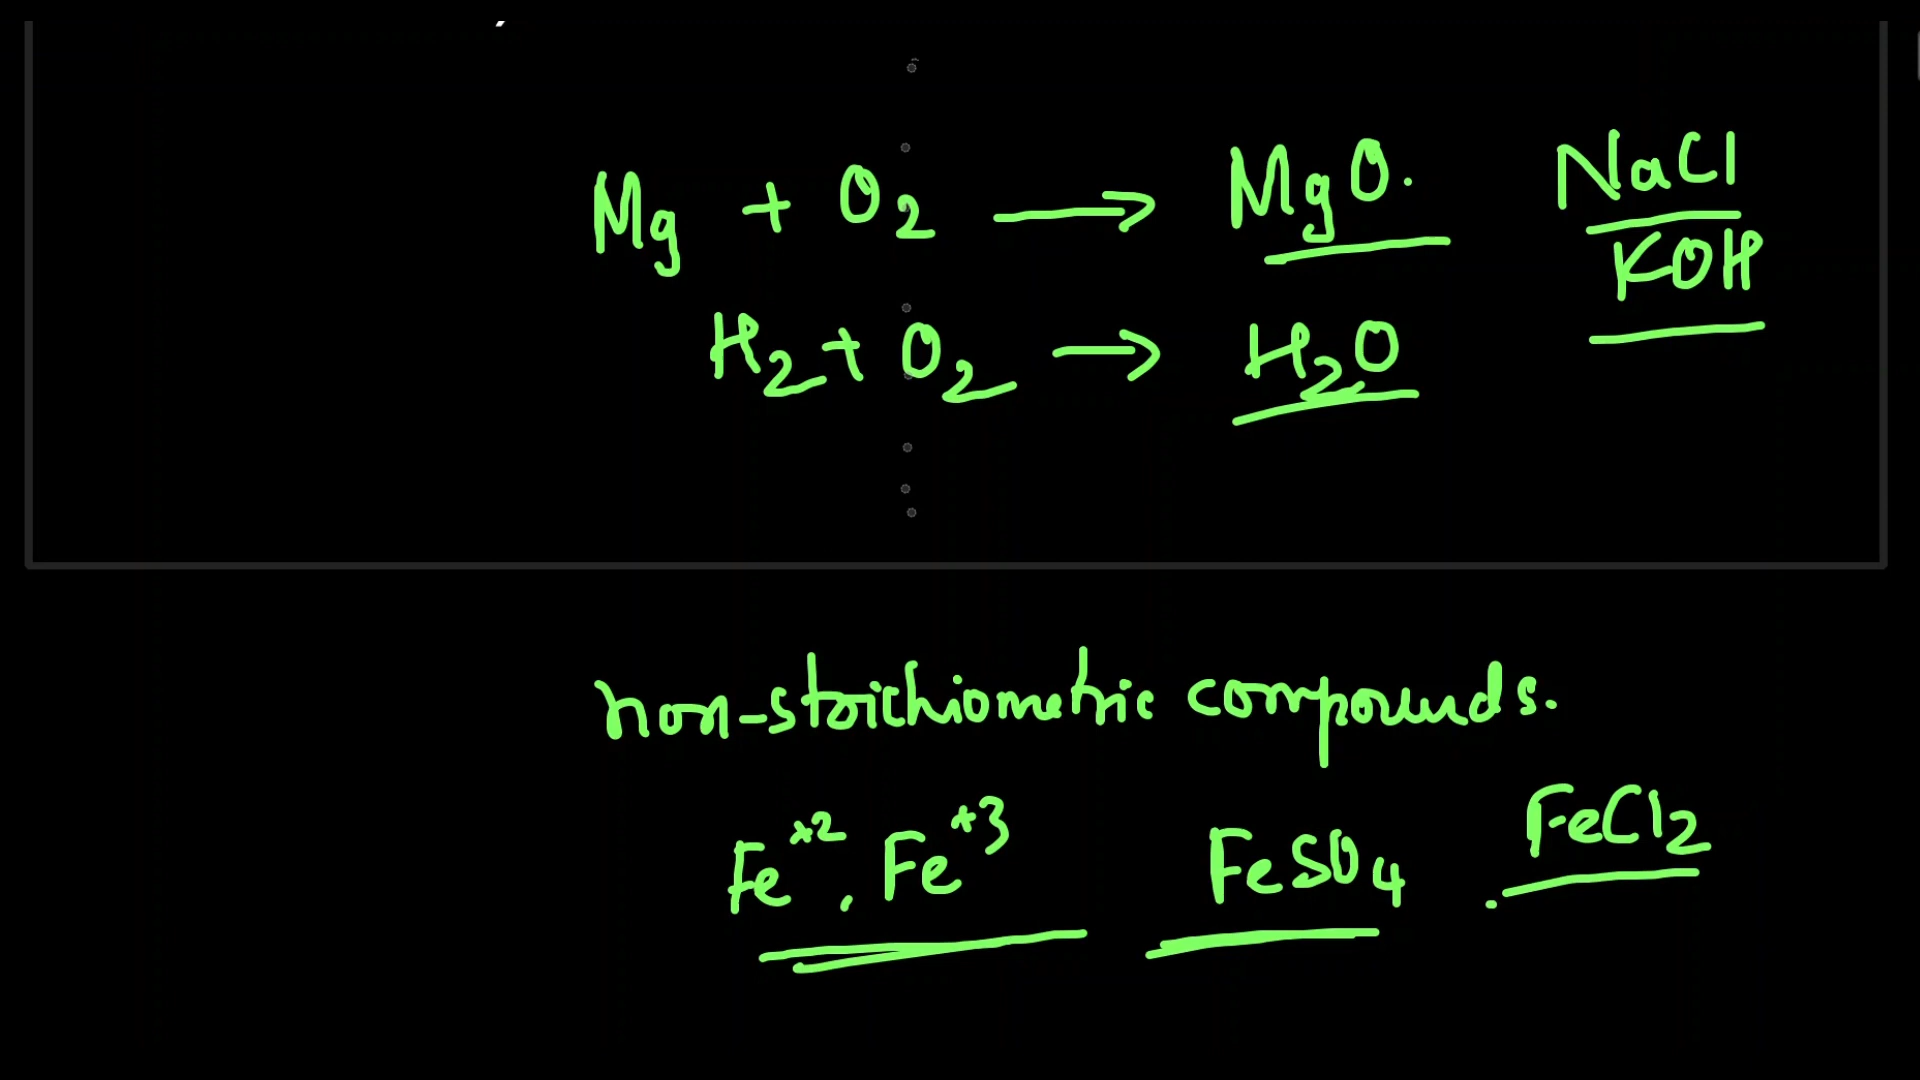 Mg + O2 → MgO. NaCl
KOH
H2 + O2 → H2O
non-stoichiometric compounds.
Fe+2, Fe+3 FeSO4 . FeCl2